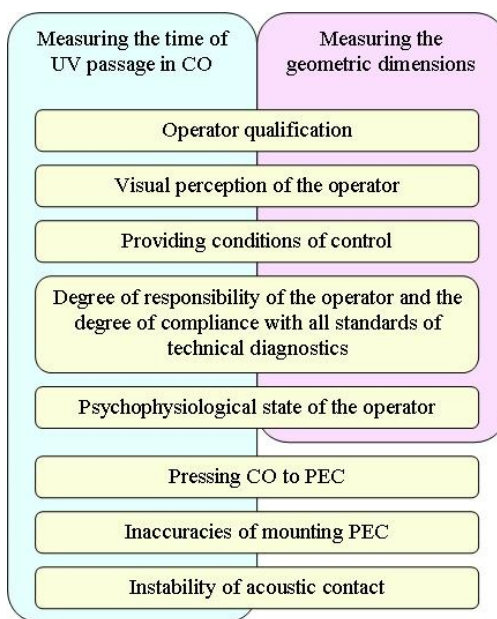 Measuring the time of
UV passage in CO
Measuring the
geometric dimensions
Operator qualification
Visual perception of the operator
Providing conditions of control
Degree of responsibility of the operator and the
degree of compliance with all standards of
technical diagnostics
Psychophysiological state of the operator
Pressing CO to PEC
Inaccuracies of mounting PEC
Instability of acoustic contact